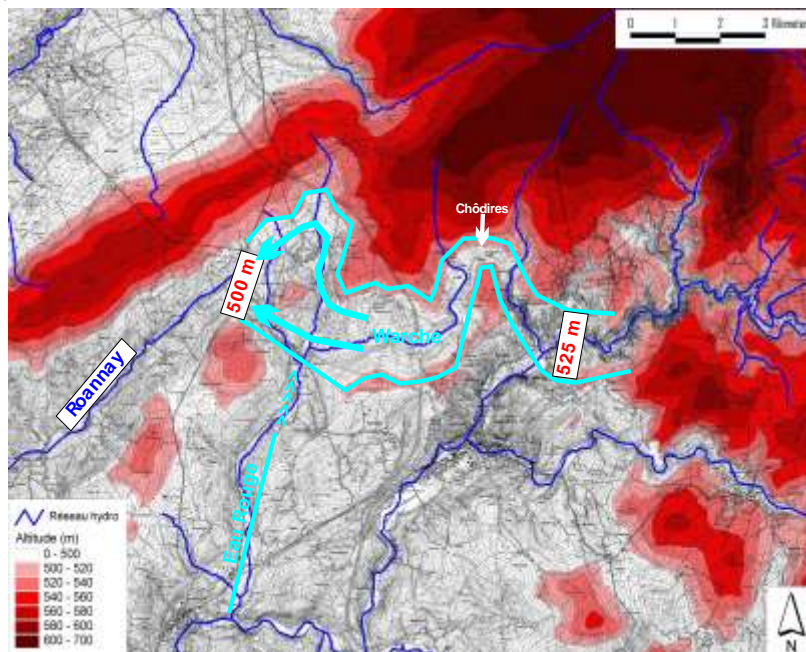 0 1 2 3 Kilometers
Chôdires
500 m
Warche
525 m
Roannay
Eau Rouge
Réseau hydro
Altitude (m)
0 - 500
500 - 520
520 - 540
540 - 560
560 - 580
580 - 600
600 - 700
N